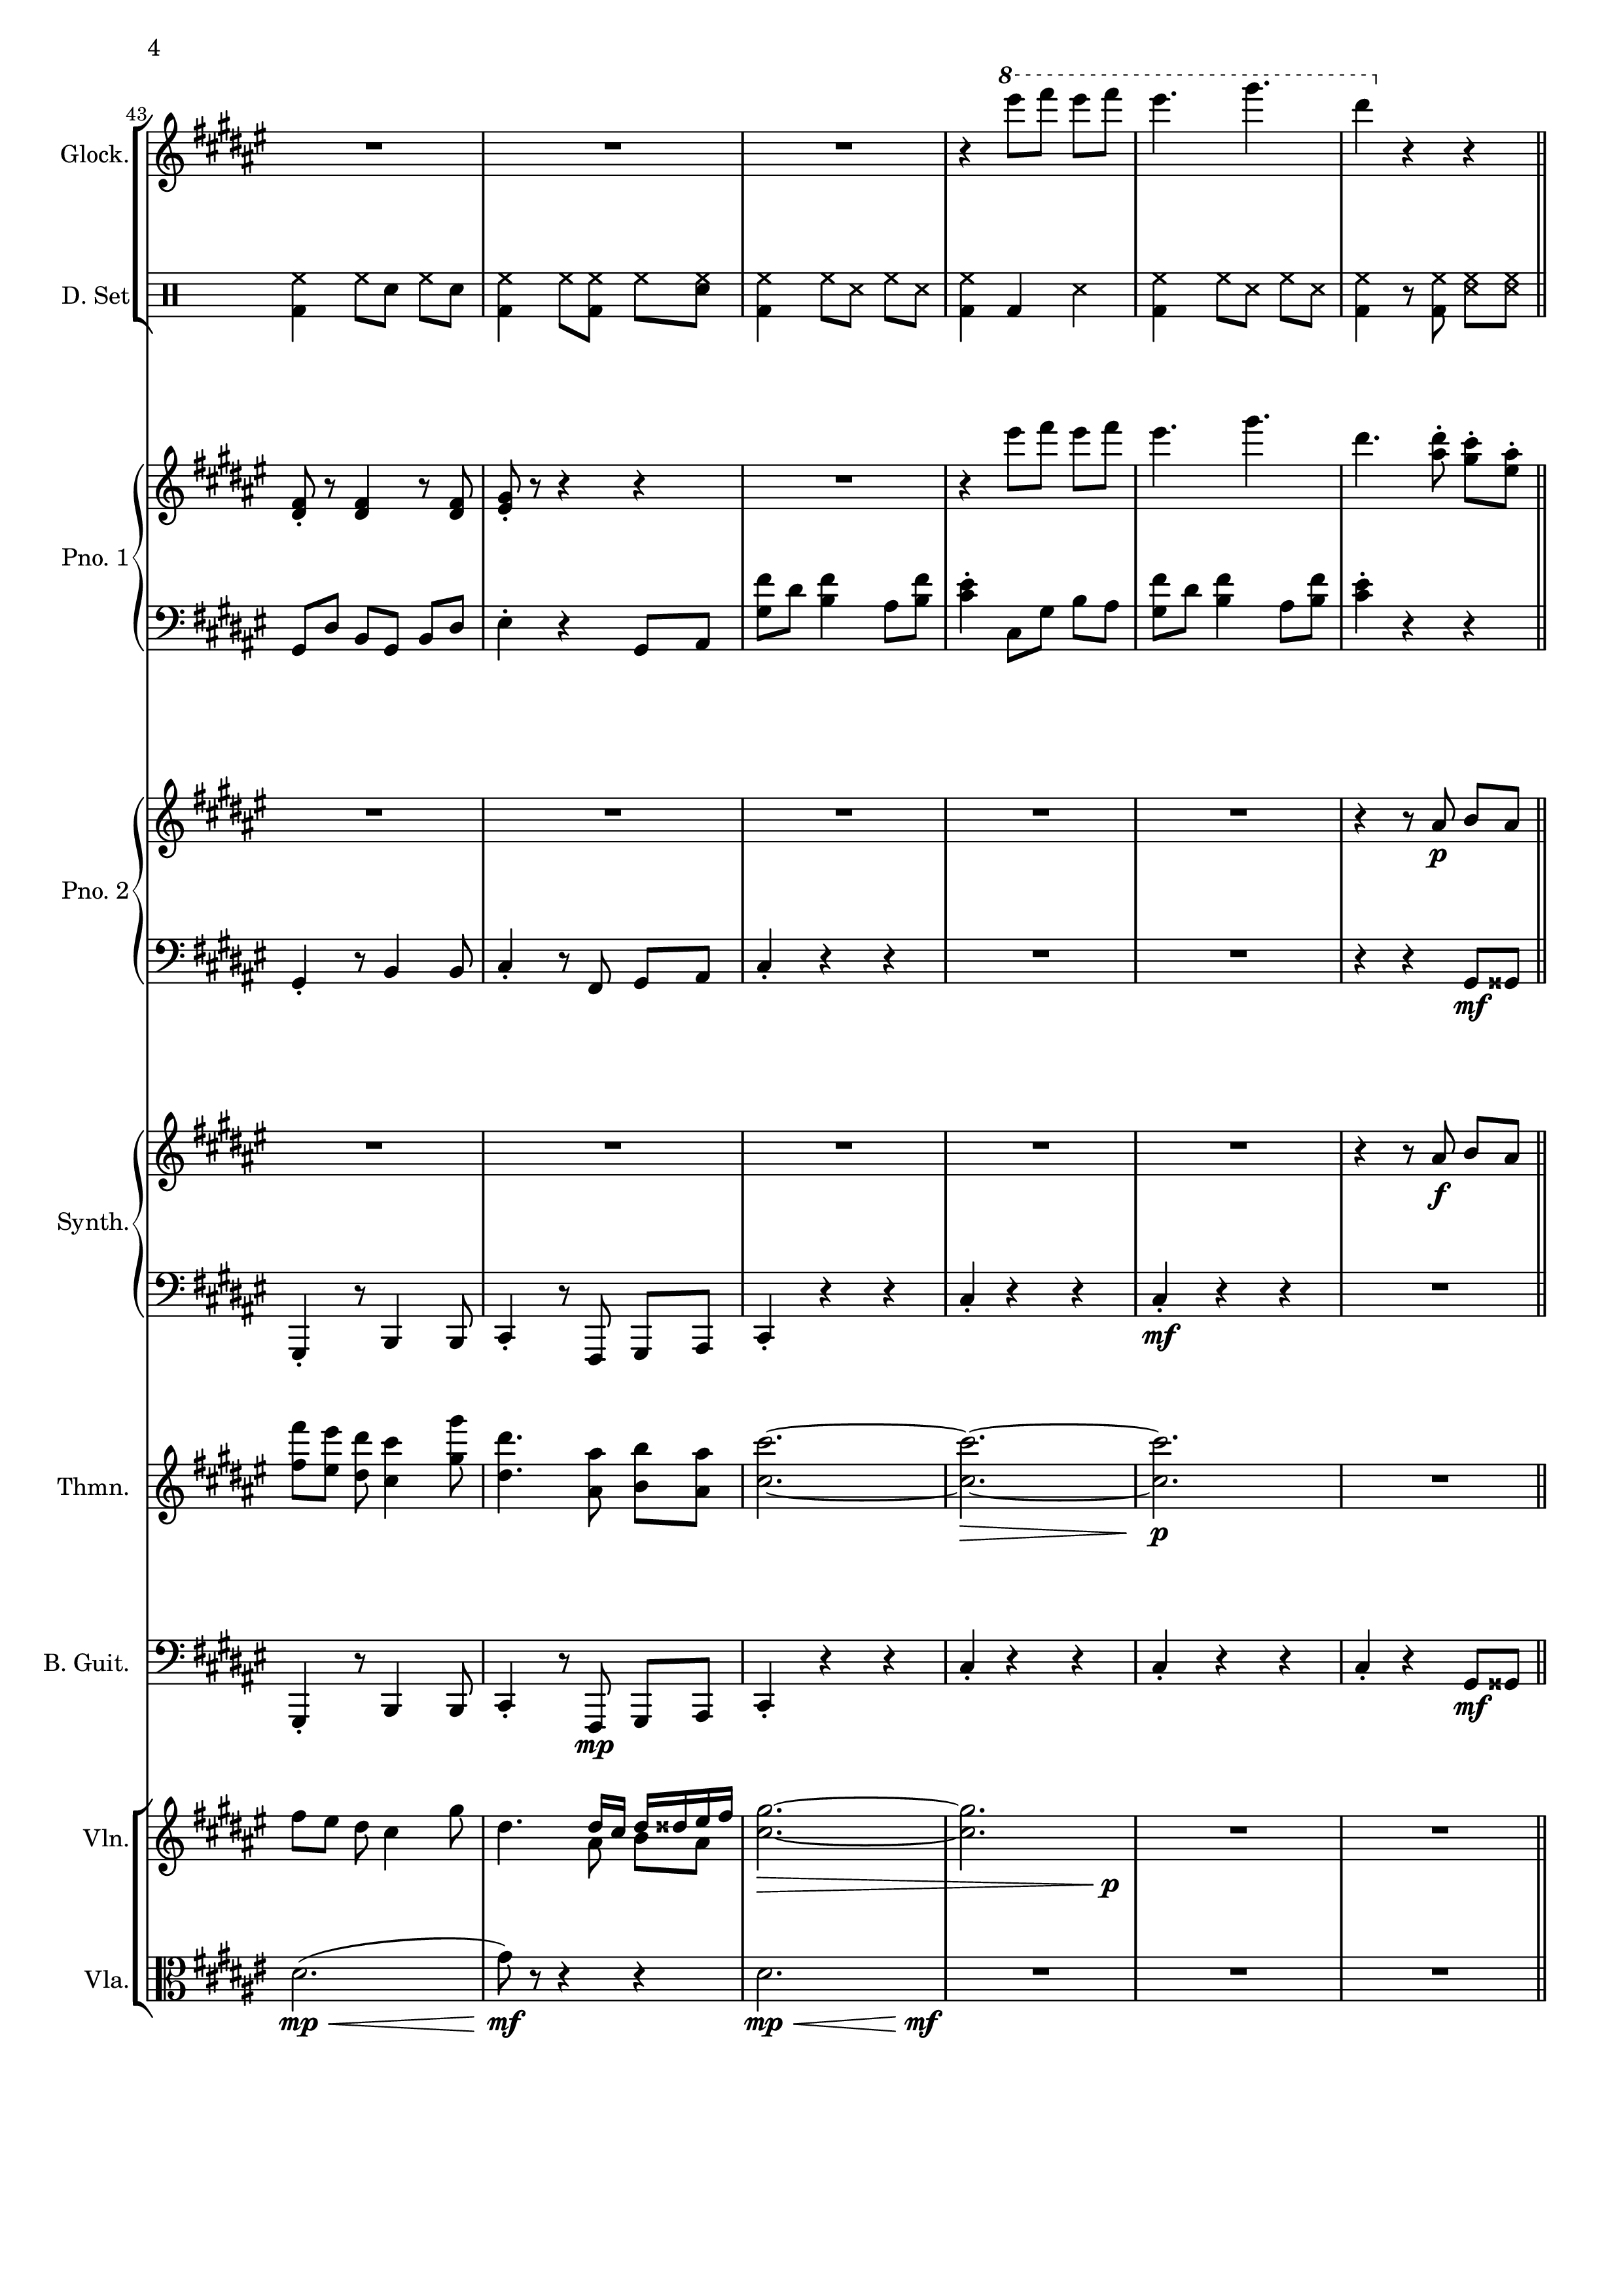 4
43
8
Glock.
D. Set
Pno. 1
Pno. 2
p
mf
Synth.
f
mf
Thmn.
p
B. Guit.
mp
mf
Vln.
p
Vla.
mp mf mp mf